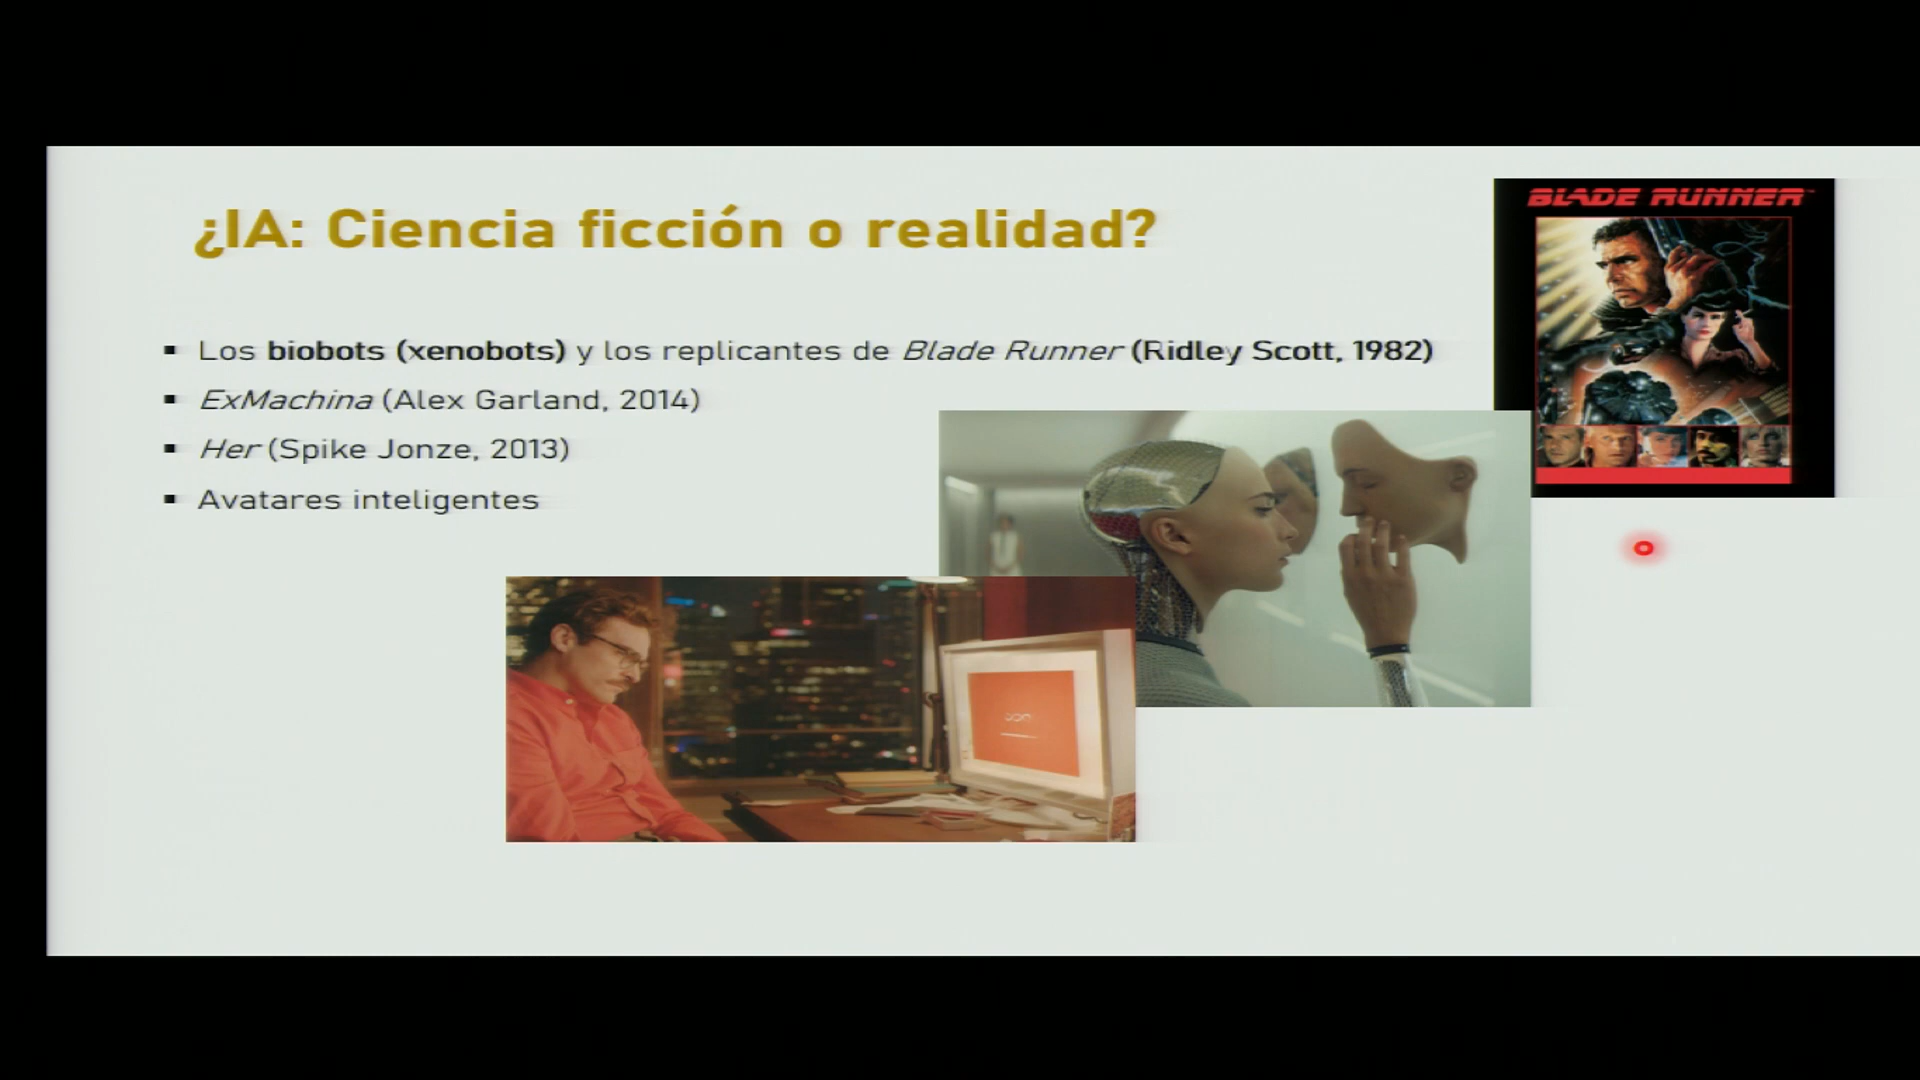 ¿IA: Ciencia ficción o realidad?
BLADE RUNNER
Los biobots (xenobots) y los replicantes de Blade Runner (Ridley Scott, 1982)
ExMachina (Alex Garland, 2014)
Her (Spike Jonze, 2013)
Avatares inteligentes